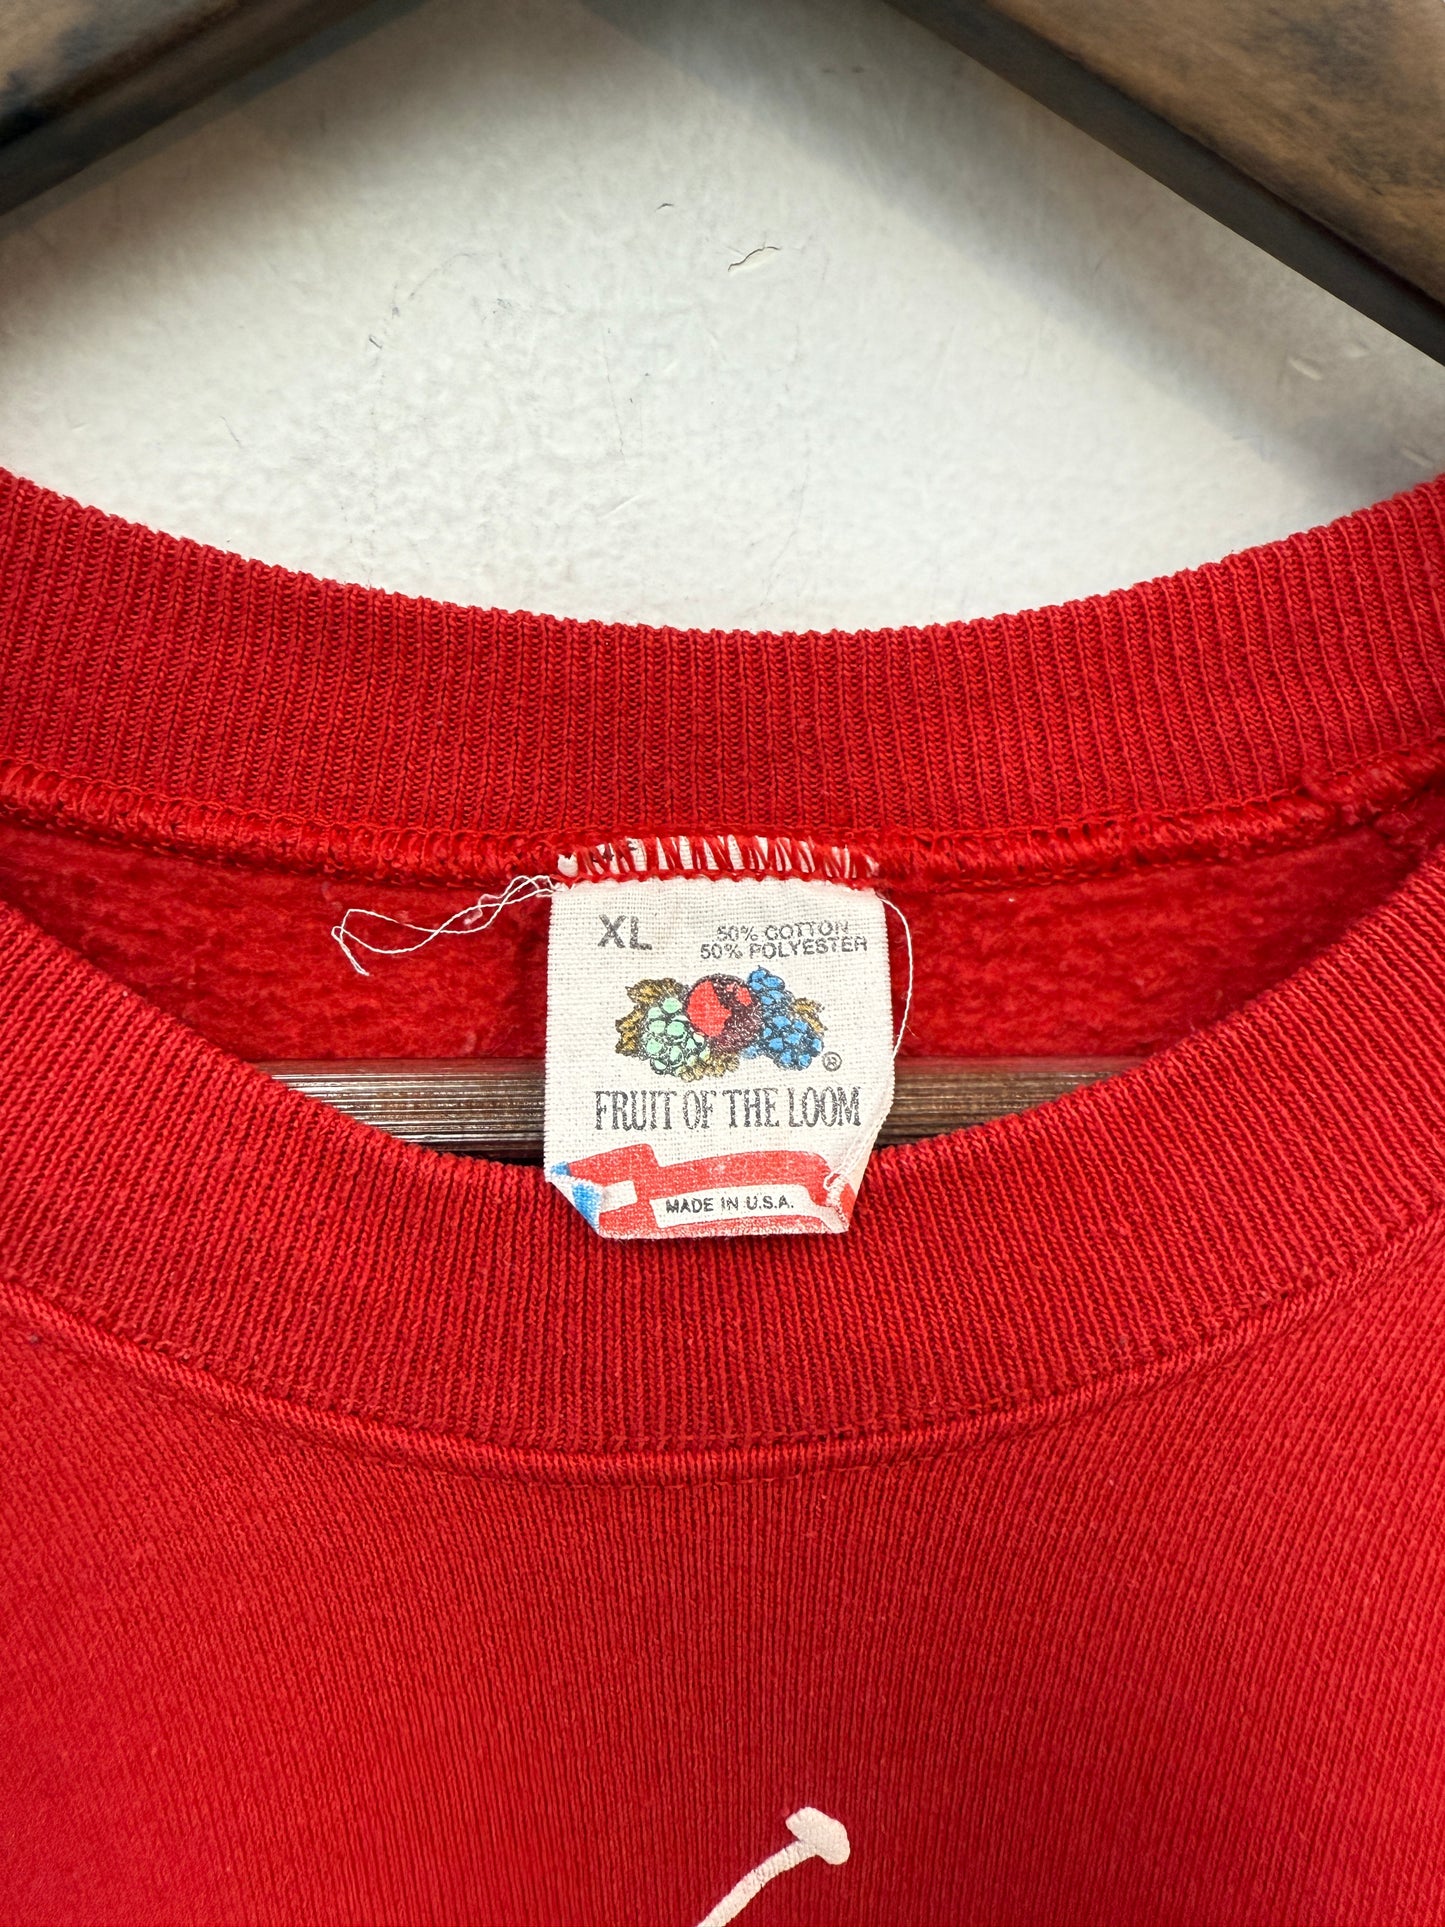 XL
50% COTTON
50% POLYESTER
®
FRUIT OF THE LOOM
MADE IN U.S.A.